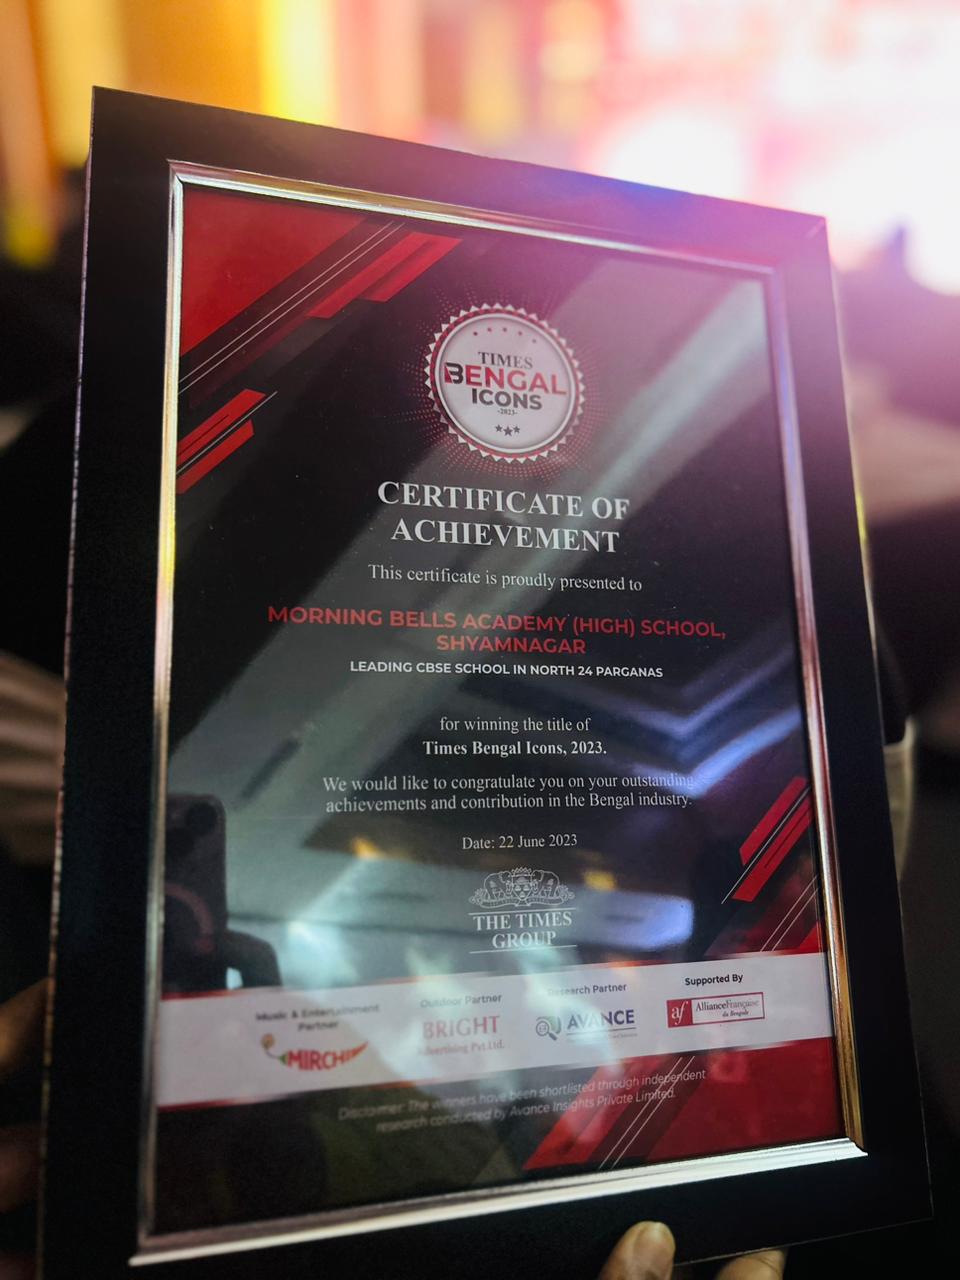 TIMES
BENGAL
ICONS
-2023-
CERTIFICATE OF
ACHIEVEMENT
This certificate is proudly presented to
MORNING BELLS ACADEMY (HIGH) SCHOOL,
SHYAMNAGAR
LEADING CBSE SCHOOL IN NORTH 24 PARGANAS
for winning the title of
Times Bengal Icons, 2023.
We would like to congratulate you on your outstanding
achievements and contribution in the Bengal industry.
Date: 22 June 2023
THE TIMES
GROUP
Music & Entertainment
Partner
MIRCHI
Outdoor Partner
BRIGHT
Advertising Pvt.Ltd.
Research Partner
AVANCE
Supported By
af AllianceFrançaise
du Bengale
Disclaimer: The winners have been shortlisted through independent
research conducted by Avance Insights Private Limited.